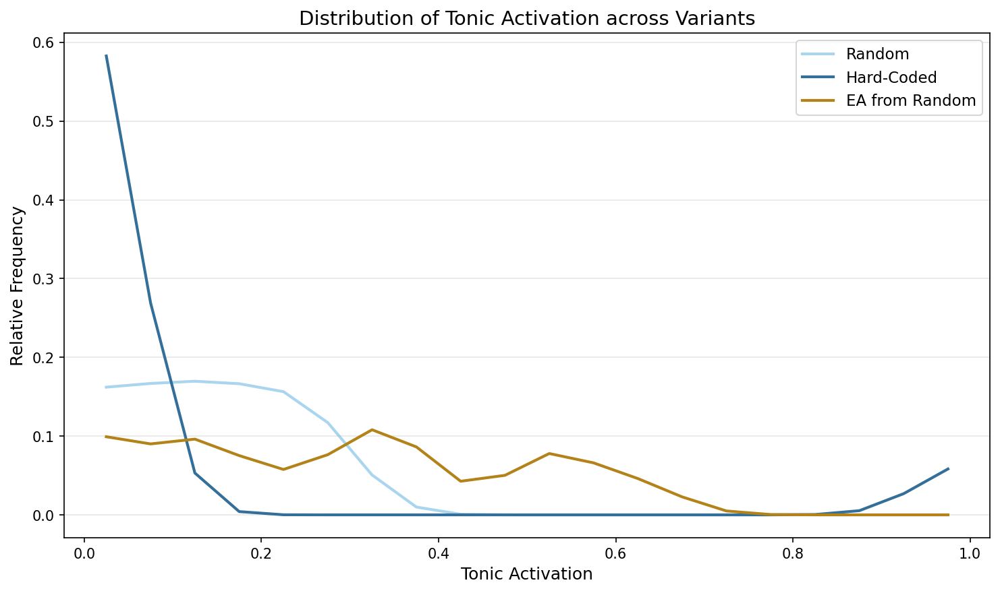 Distribution of Tonic Activation across Variants
Random
Hard-Coded
EA from Random
Relative Frequency
0.6
0.5
0.4
0.3
0.2
0.1
0.0
0.0 0.2 0.4 0.6 0.8 1.0
Tonic Activation